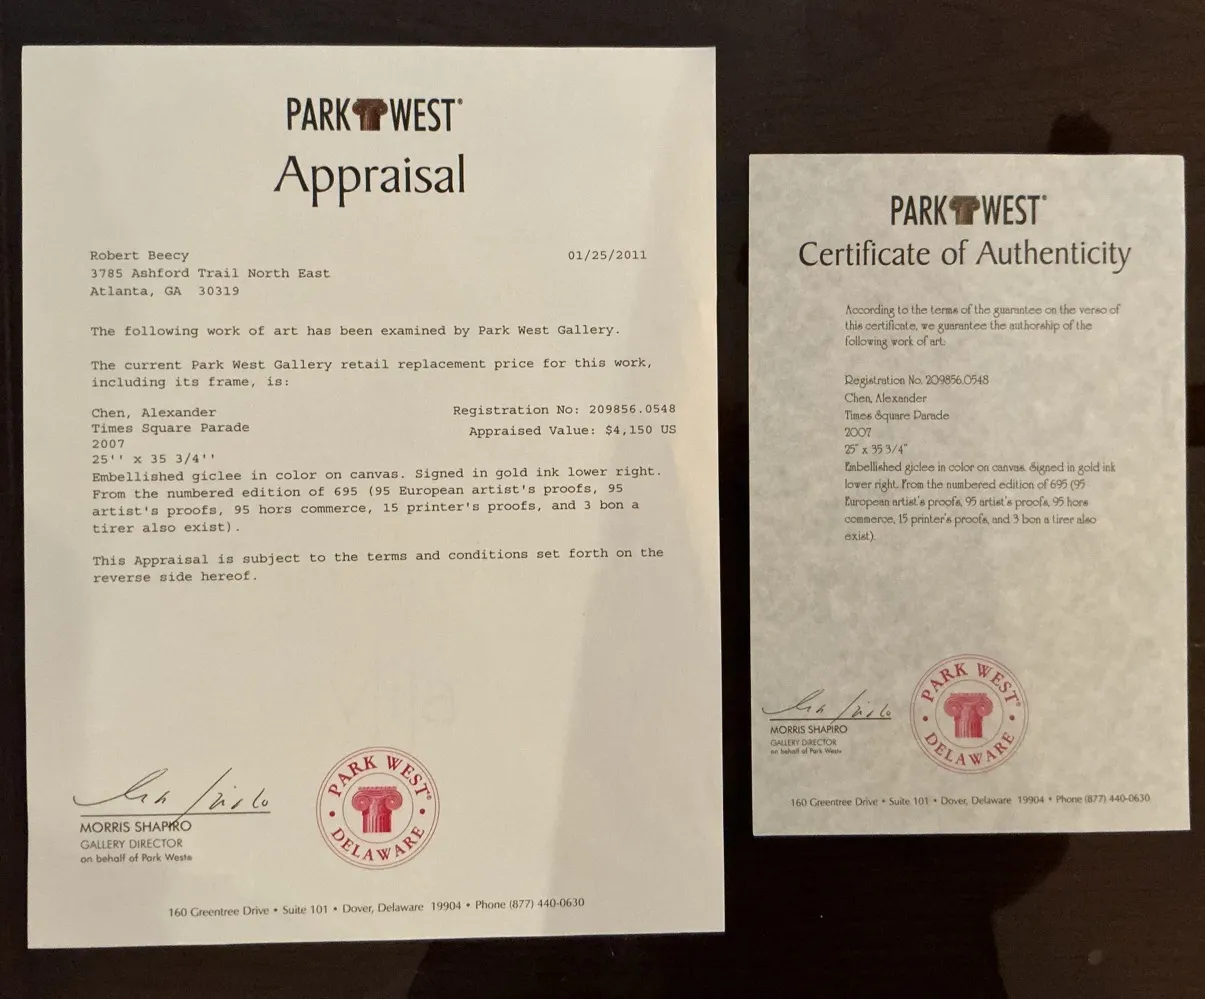 PARK WEST®
Appraisal
Robert Beecy 01/25/2011
3785 Ashford Trail North East
Atlanta, GA 30319
The following work of art has been examined by Park West Gallery.
The current Park West Gallery retail replacement price for this work,
including its frame, is:
Chen, Alexander Registration No: 209856.0548
Times Square Parade Appraised Value: $4,150 US
2007
25'' x 35 3/4''
Embellished giclee in color on canvas. Signed in gold ink lower right.
From the numbered edition of 695 (95 European artist's proofs, 95
artist's proofs, 95 hors commerce, 15 printer's proofs, and 3 bon a
tirer also exist).
This Appraisal is subject to the terms and conditions set forth on the
reverse side hereof.
MORRIS SHAPIRO
GALLERY DIRECTOR
on behalf of Park West®
PARK WEST®
• DELAWARE •
160 Greentree Drive • Suite 101 • Dover, Delaware 19904 • Phone (877) 440-0630
PARK WEST®
Certificate of Authenticity
According to the terms of the guarantee on the verso of
this certificate, we guarantee the authorship of the
following work of art:
Registration No. 209856.0548
Chen, Alexander
Times Square Parade
2007
25" x 35 3/4"
Embellished giclee in color on canvas. Signed in gold ink
lower right. From the numbered edition of 695 (95
European artist's proofs, 95 artist's proofs, 95 hors
commerce, 15 printer's proofs, and 3 bon a tirer also
exist).
MORRIS SHAPIRO
GALLERY DIRECTOR
on behalf of Park West®
PARK WEST®
• DELAWARE •
160 Greentree Drive • Suite 101 • Dover, Delaware 19904 • Phone (877) 440-0630